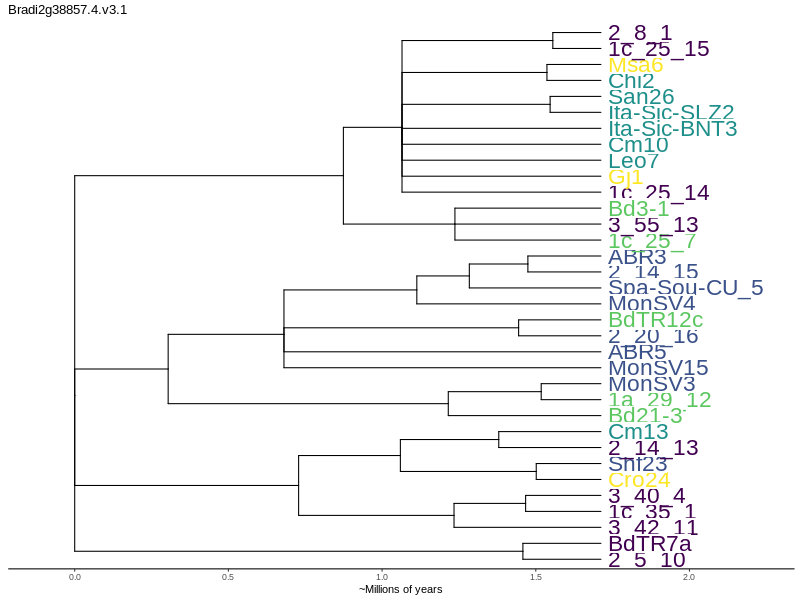 Bradi2g38857.4.v3.1
2_8_1
1c_25_15
Msa6
Chi2
San26
Ita-Sic-SLZ2
Ita-Sic-BNT3
Cm10
Leo7
Gj1
1c_25_14
Bd3-1
3_55_13
1c_25_7
ABR3
2_14_15
Spa-Sou-CU_5
MonSV4
BdTR12c
2_20_16
ABR5
MonSV15
MonSV3
1a_29_12
Bd21-3
Cm13
2_14_13
Cro24
3_40_4
1c_35_1
3_42_11
BdTR7a
2_5_10
0.0 0.5 1.0 1.5 2.0
~Millions of years